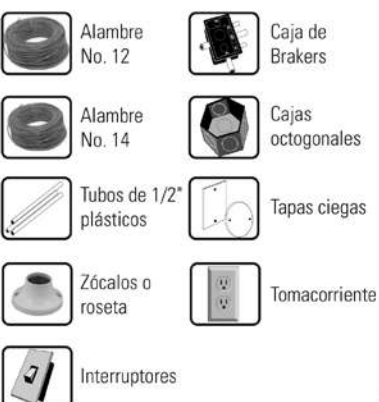 Alambre
No. 12
Caja de
Brakers
Alambre
No. 14
Cajas
octogonales
Tubos de 1/2"
plásticos
Tapas ciegas
Zócalos o
roseta
Tomacorriente
Interruptores